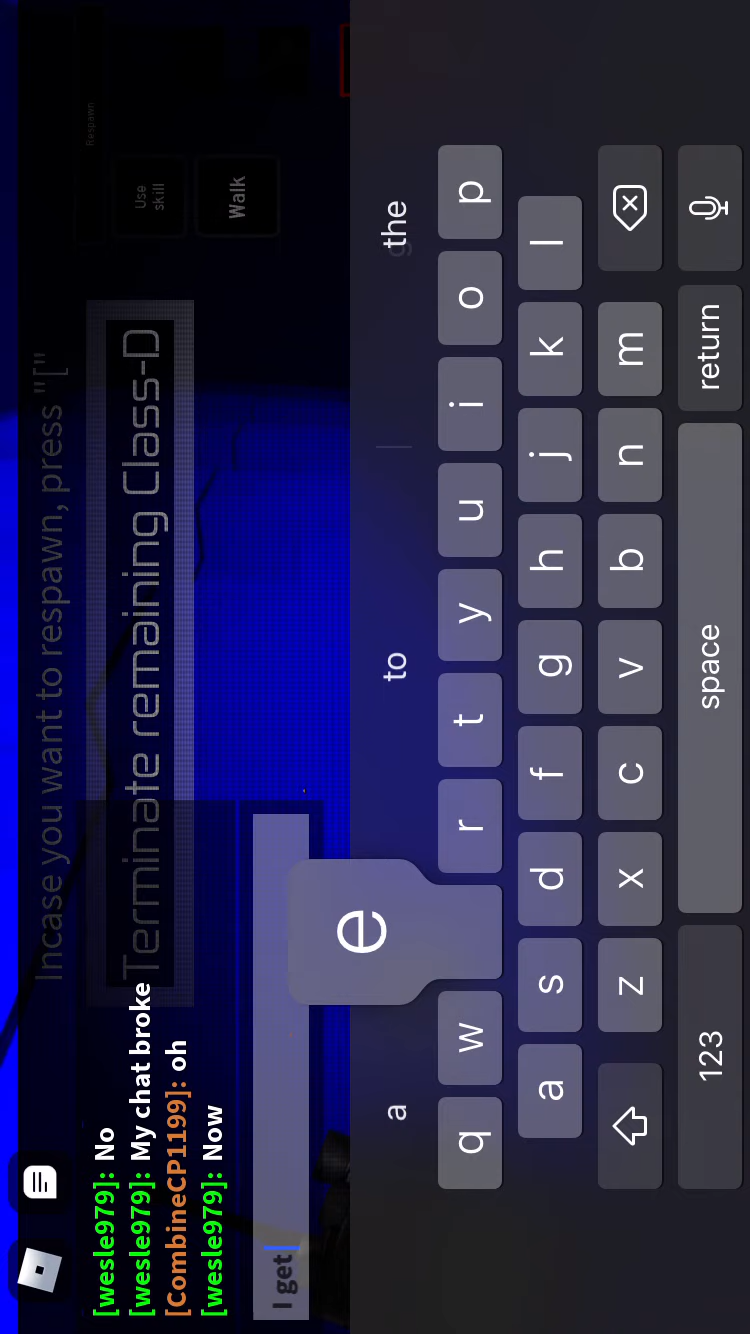 Incase you want to respawn, press "["
Respawn
Terminate remaining Class-D
Use
skill
Walk
[wesle979]: No
[wesle979]: My chat broke
[CombineCP1199]: oh
[wesle979]: Now
I get
a
to
the
q w e r t y u i o p
a s d f g h j k l
z x c v b n m
123
space
return